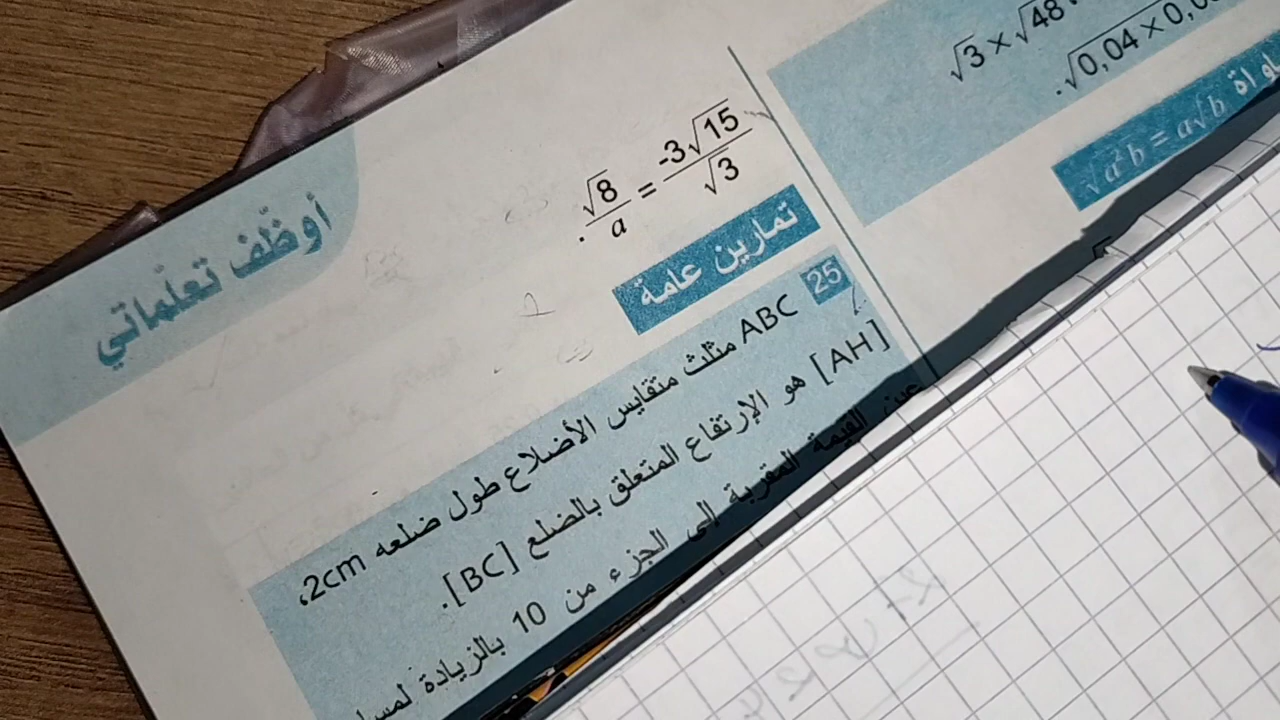 أوظّف تعلّماتي
√3 × √48
√0,04 × 0,0
√a²b = a√b
√8/a = -3√15/√3 .
تمارين عامة
25
ABC مثلث متقايس الأضلاع طول ضلعه 2cm،
[AH] هو الإرتفاع المتعلق بالضلع [BC].
عين القيمة المقربة إلى الجزء من 10 بالزيادة